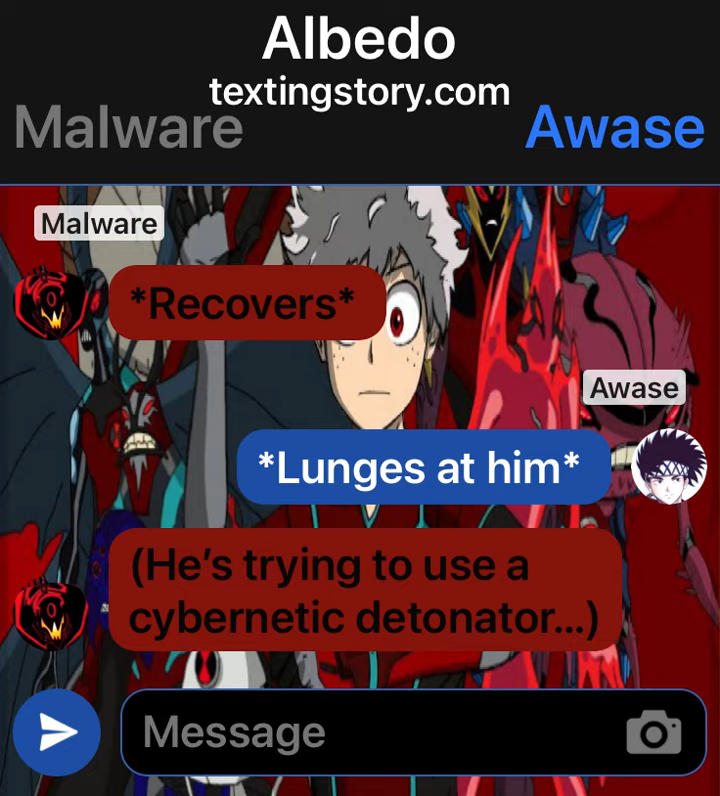 Albedo
textingstory.com
Malware
Awase
Malware
*Recovers*
Awase
*Lunges at him*
(He’s trying to use a
cybernetic detonator...)
Message